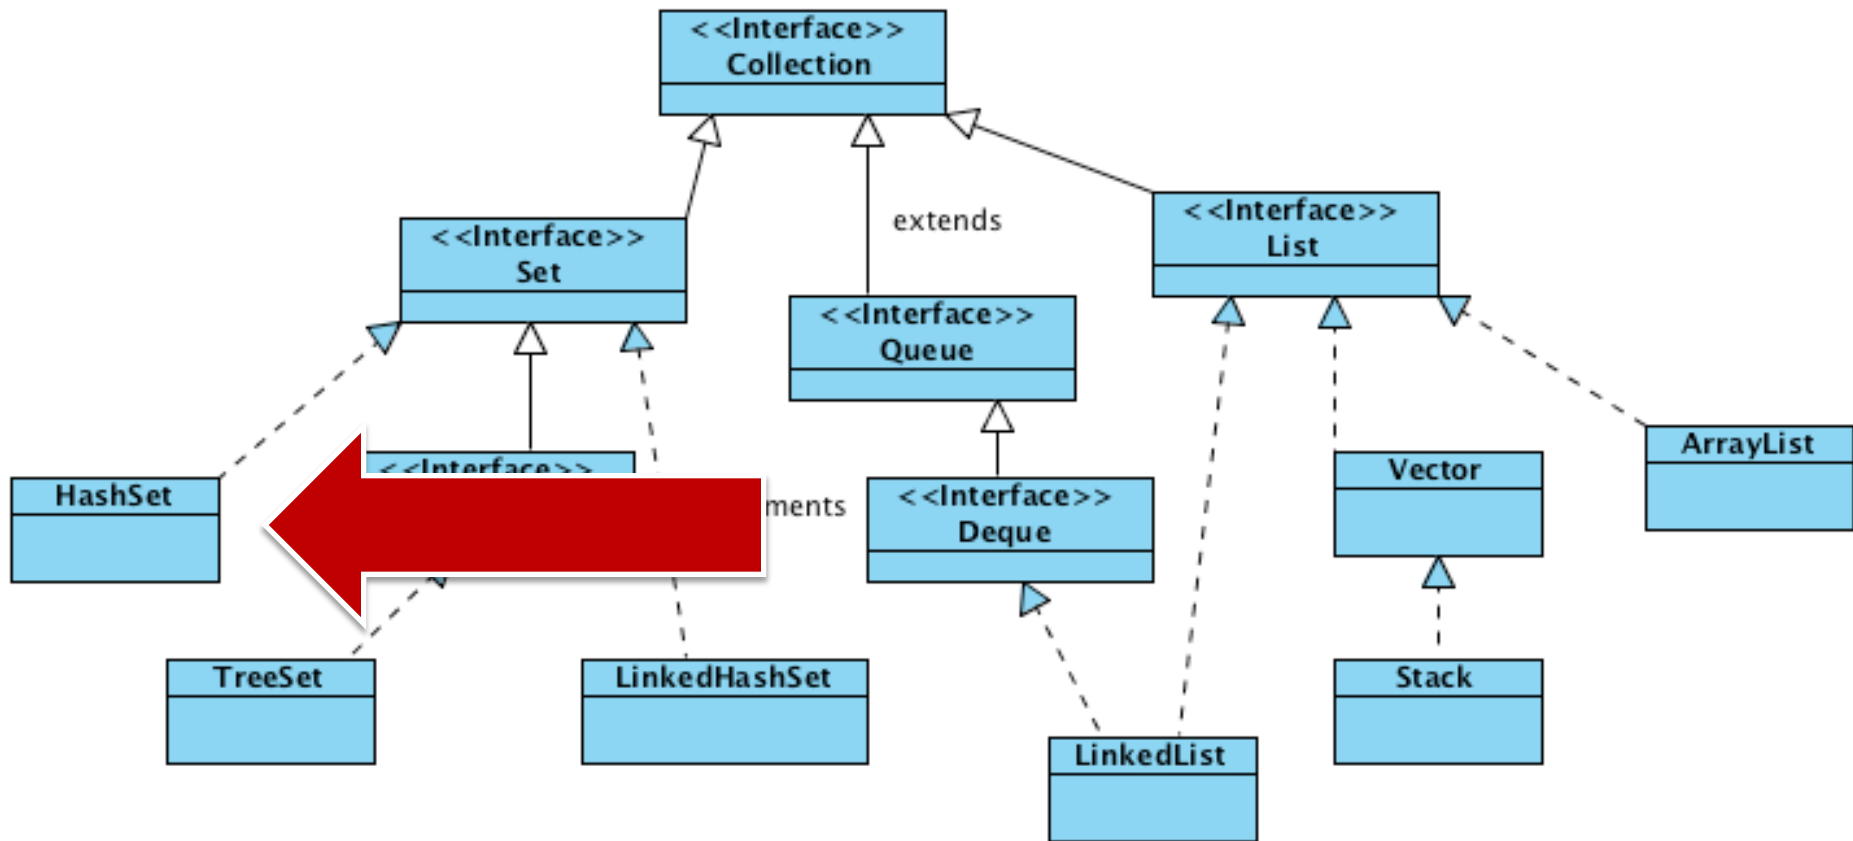 <<Interface>>
Collection
<<Interface>>
Set
extends
<<Interface>>
List
<<Interface>>
Queue
HashSet
<<Interface>>
ments
<<Interface>>
Deque
Vector
ArrayList
TreeSet
LinkedHashSet
LinkedList
Stack